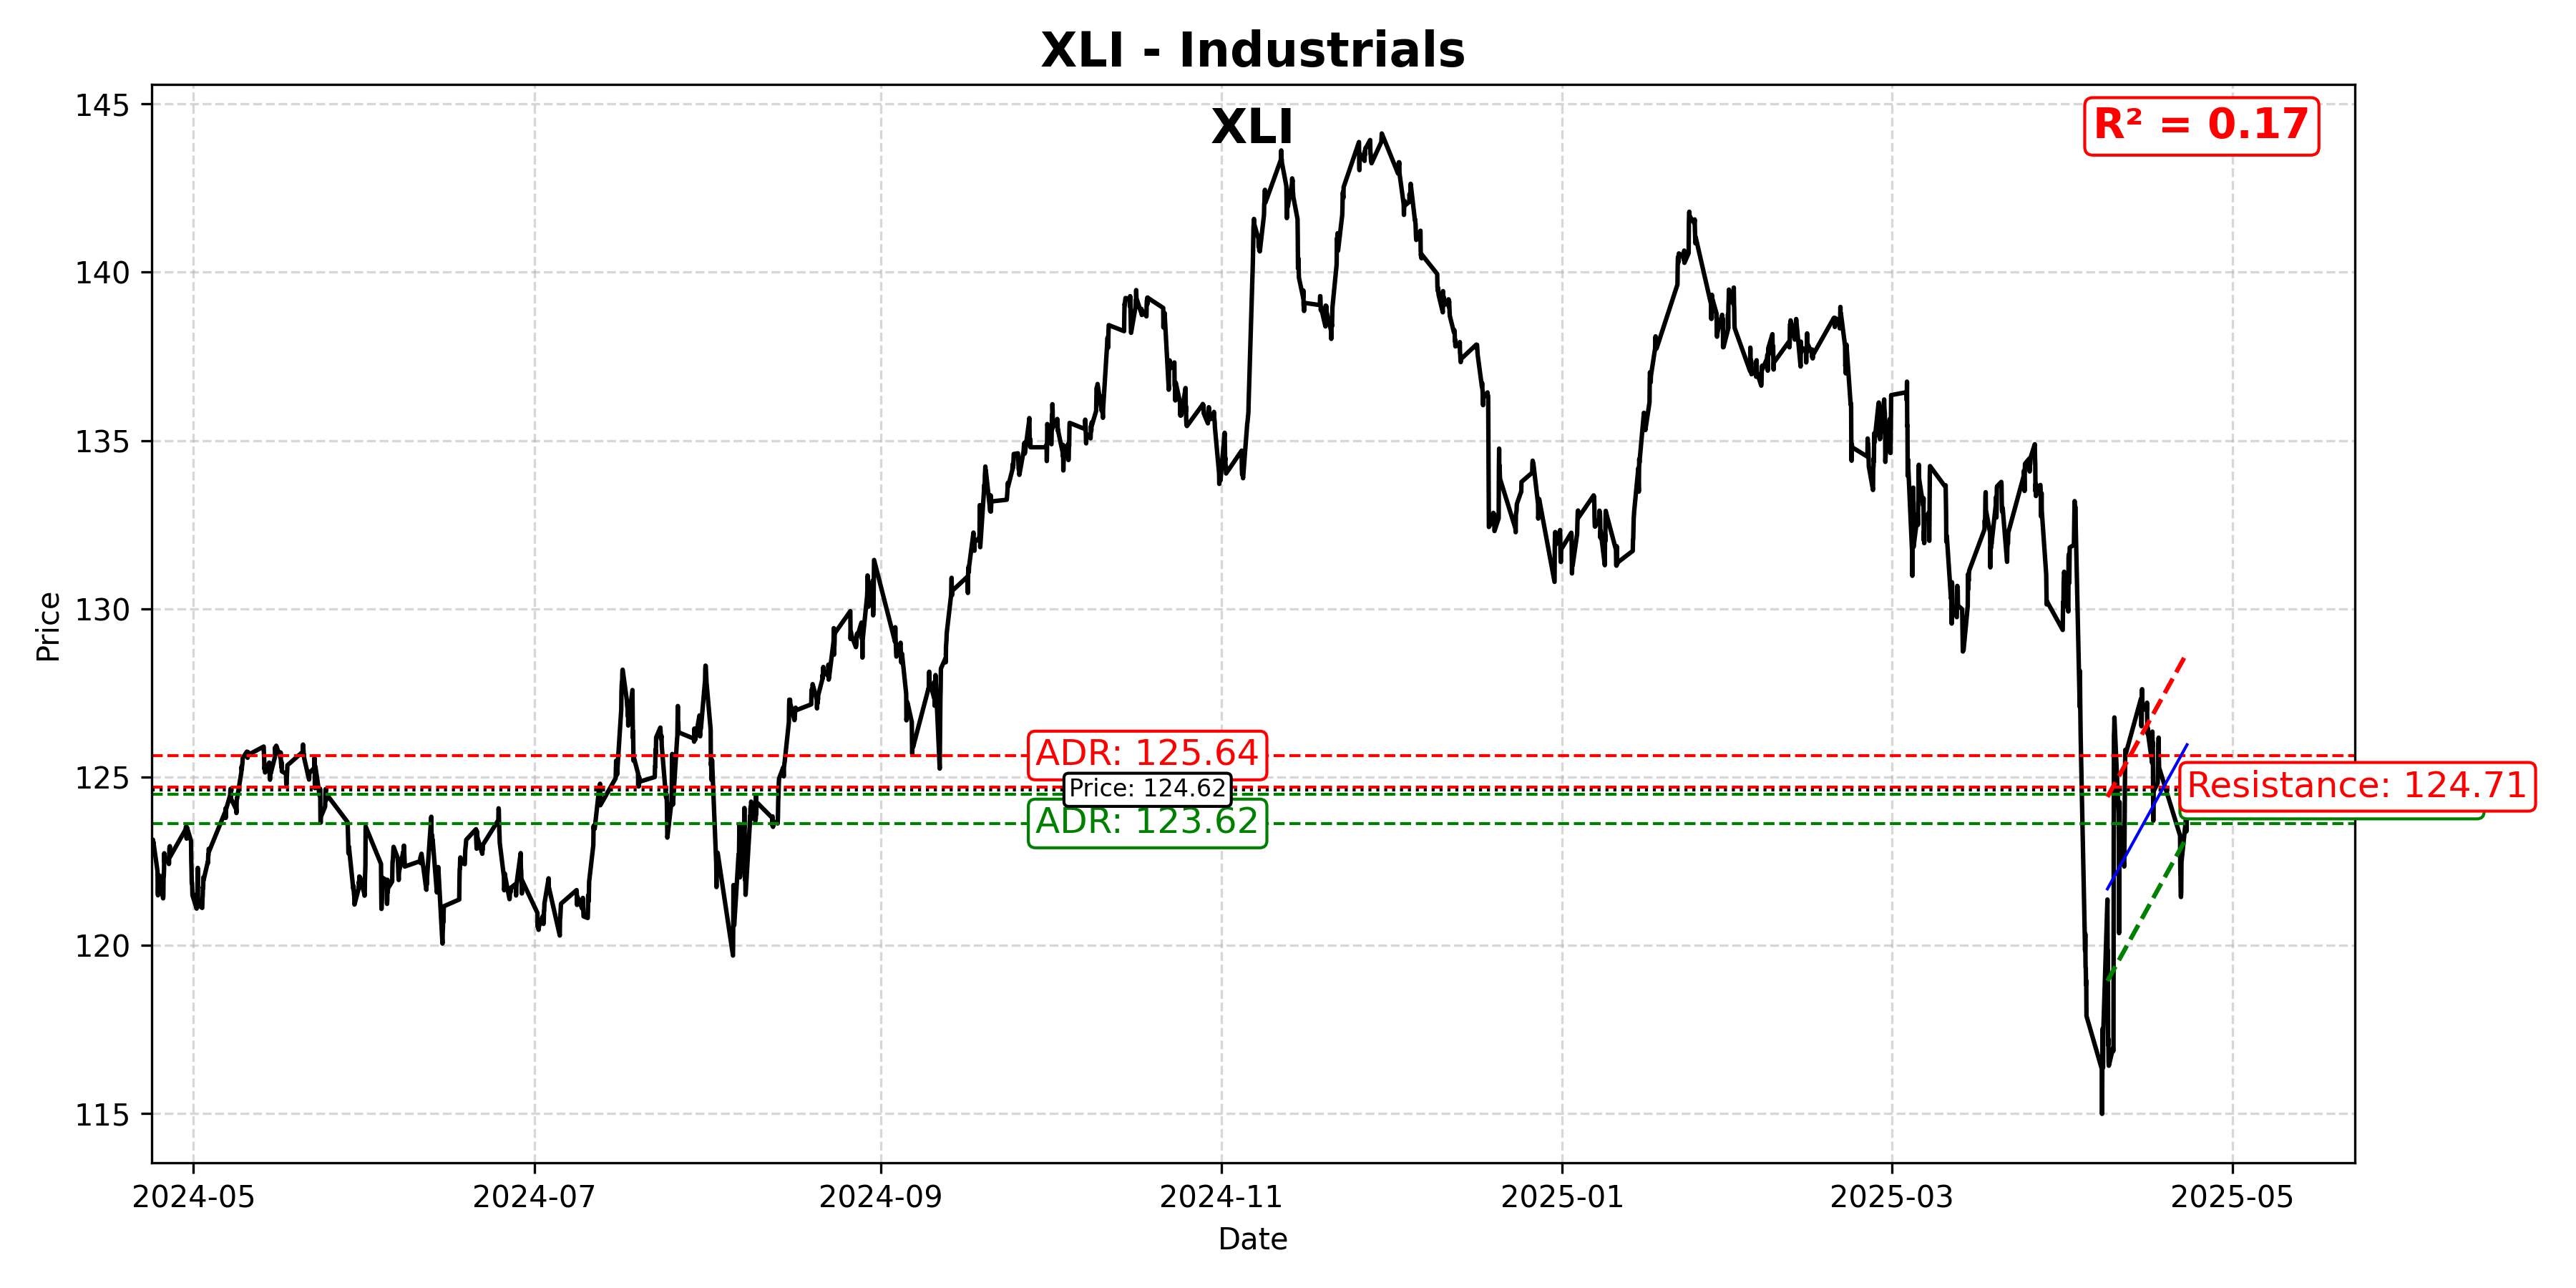 XLI - Industrials
XLI
R² = 0.17
145
140
135
130
125
120
115
Price
ADR: 125.64
Price: 124.62
ADR: 123.62
Resistance: 124.71
2024-05
2024-07
2024-09
2024-11
2025-01
2025-03
2025-05
Date